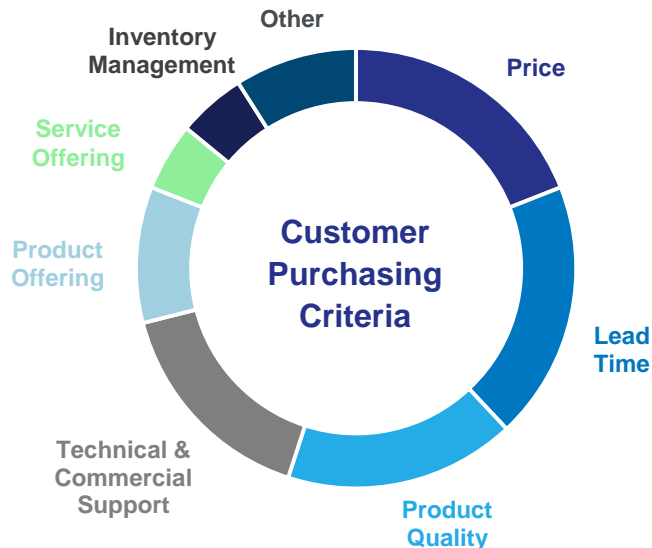 Other
Inventory
Management
Price
Service
Offering
Customer
Purchasing
Criteria
Product
Offering
Lead
Time
Technical &
Commercial
Support
Product
Quality